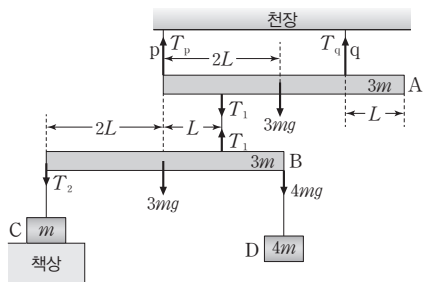 천장
p T_p 2L T_q q
3m A
T_1 3mg L
2L L T_1
3m B
T_2 3mg 4mg
C m
D 4m
책상